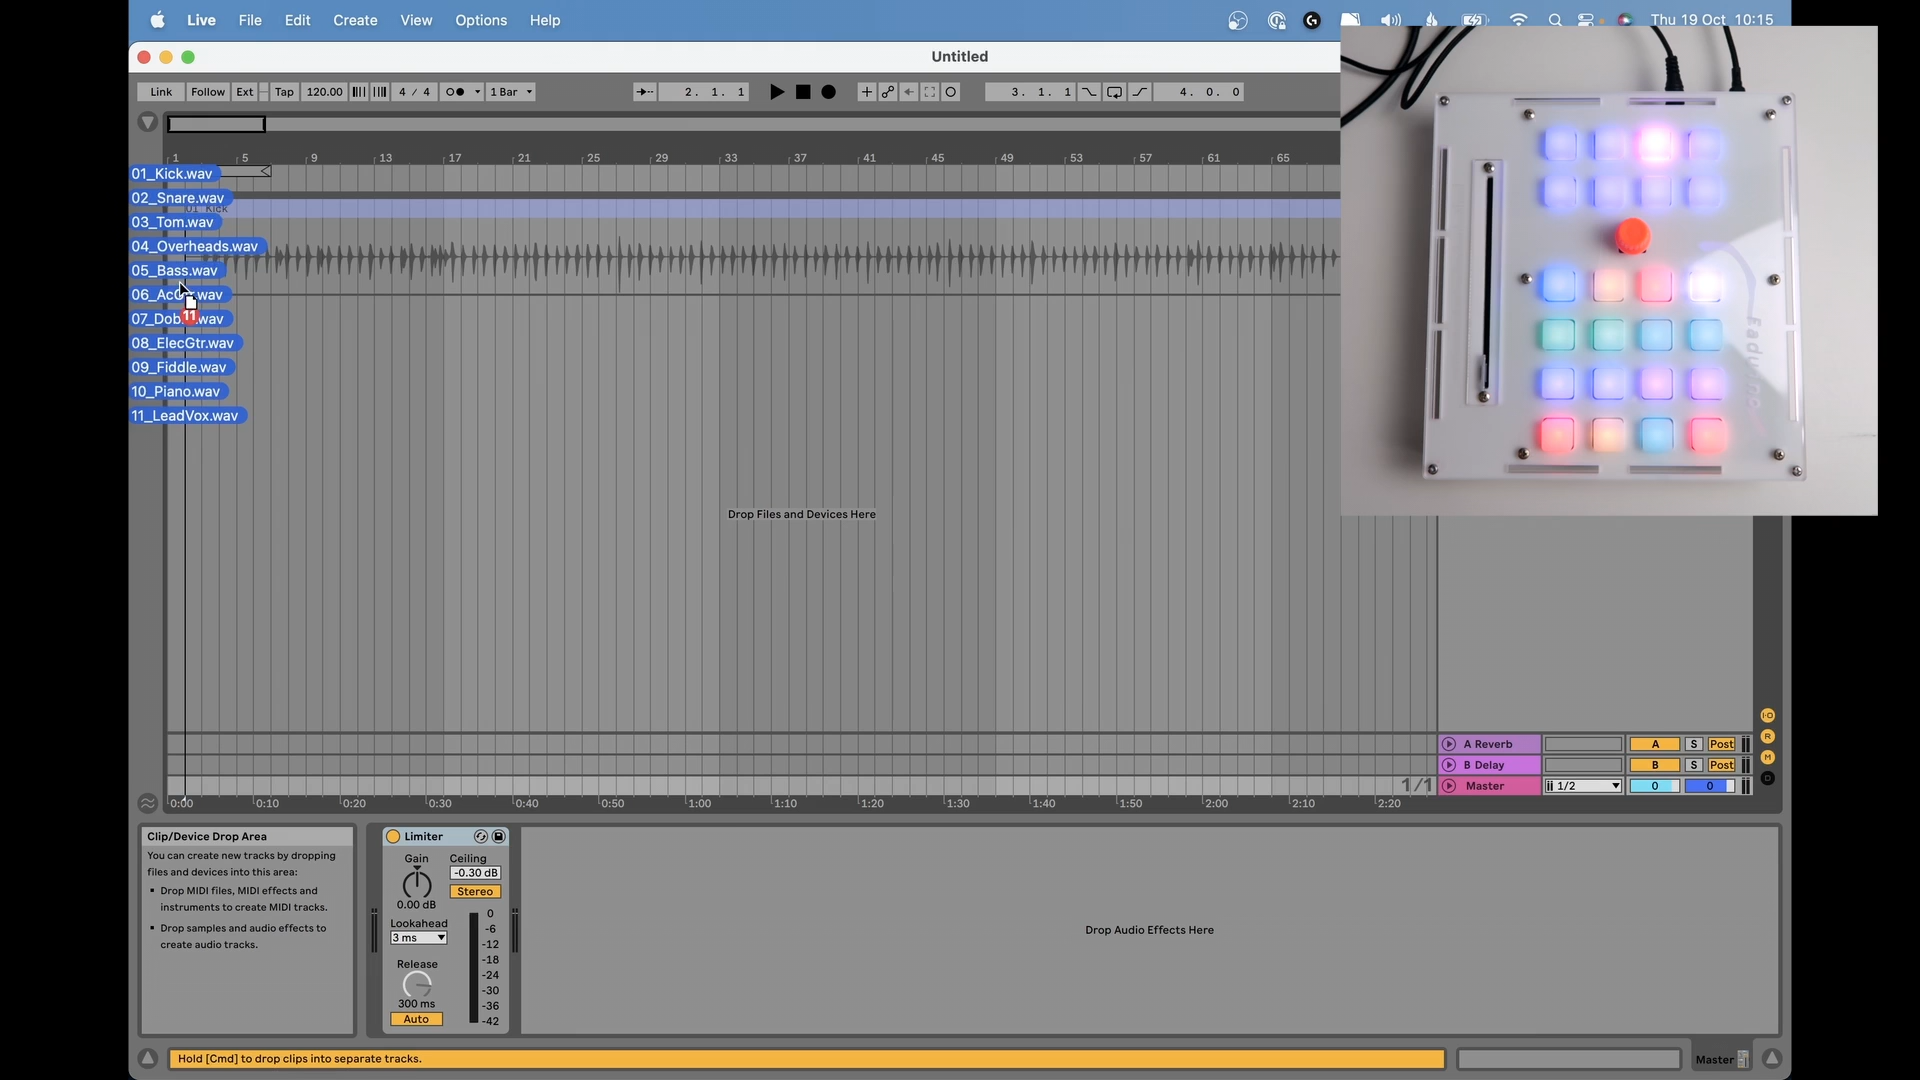 Live File Edit Create View Options Help
Thu 19 Oct 10:15
Untitled
Link Follow Ext Tap 120.00 4 / 4 1 Bar 2. 1. 1 3. 1. 1 4. 0. 0
1 5 9 13 17 21 25 29 33 37 41 45 49 53 57 61 65
01_Kick.wav
02_Snare.wav
03_Tom.wav
04_Overheads.wav
05_Bass.wav
11
08_ElecGtr.wav
09_Fiddle.wav
10_Piano.wav
11_LeadVox.wav
Drop Files and Devices Here
A Reverb A S Post
B Delay B S Post
Master 1/2 0 0
1/1
0:00 0:10 0:20 0:30 0:40 0:50 1:00 1:10 1:20 1:30 1:40 1:50 2:00 2:10 2:20
Clip/Device Drop Area
You can create new tracks by dropping
files and devices into this area:
Drop MIDI files, MIDI effects and
instruments to create MIDI tracks.
Drop samples and audio effects to
create audio tracks.
Limiter
Gain
0.00 dB
Ceiling
-0.30 dB
Stereo
Lookahead
3 ms
Release
300 ms
Auto
0
-6
-12
-18
-24
-30
-36
-42
Drop Audio Effects Here
Hold [Cmd] to drop clips into separate tracks.
Master